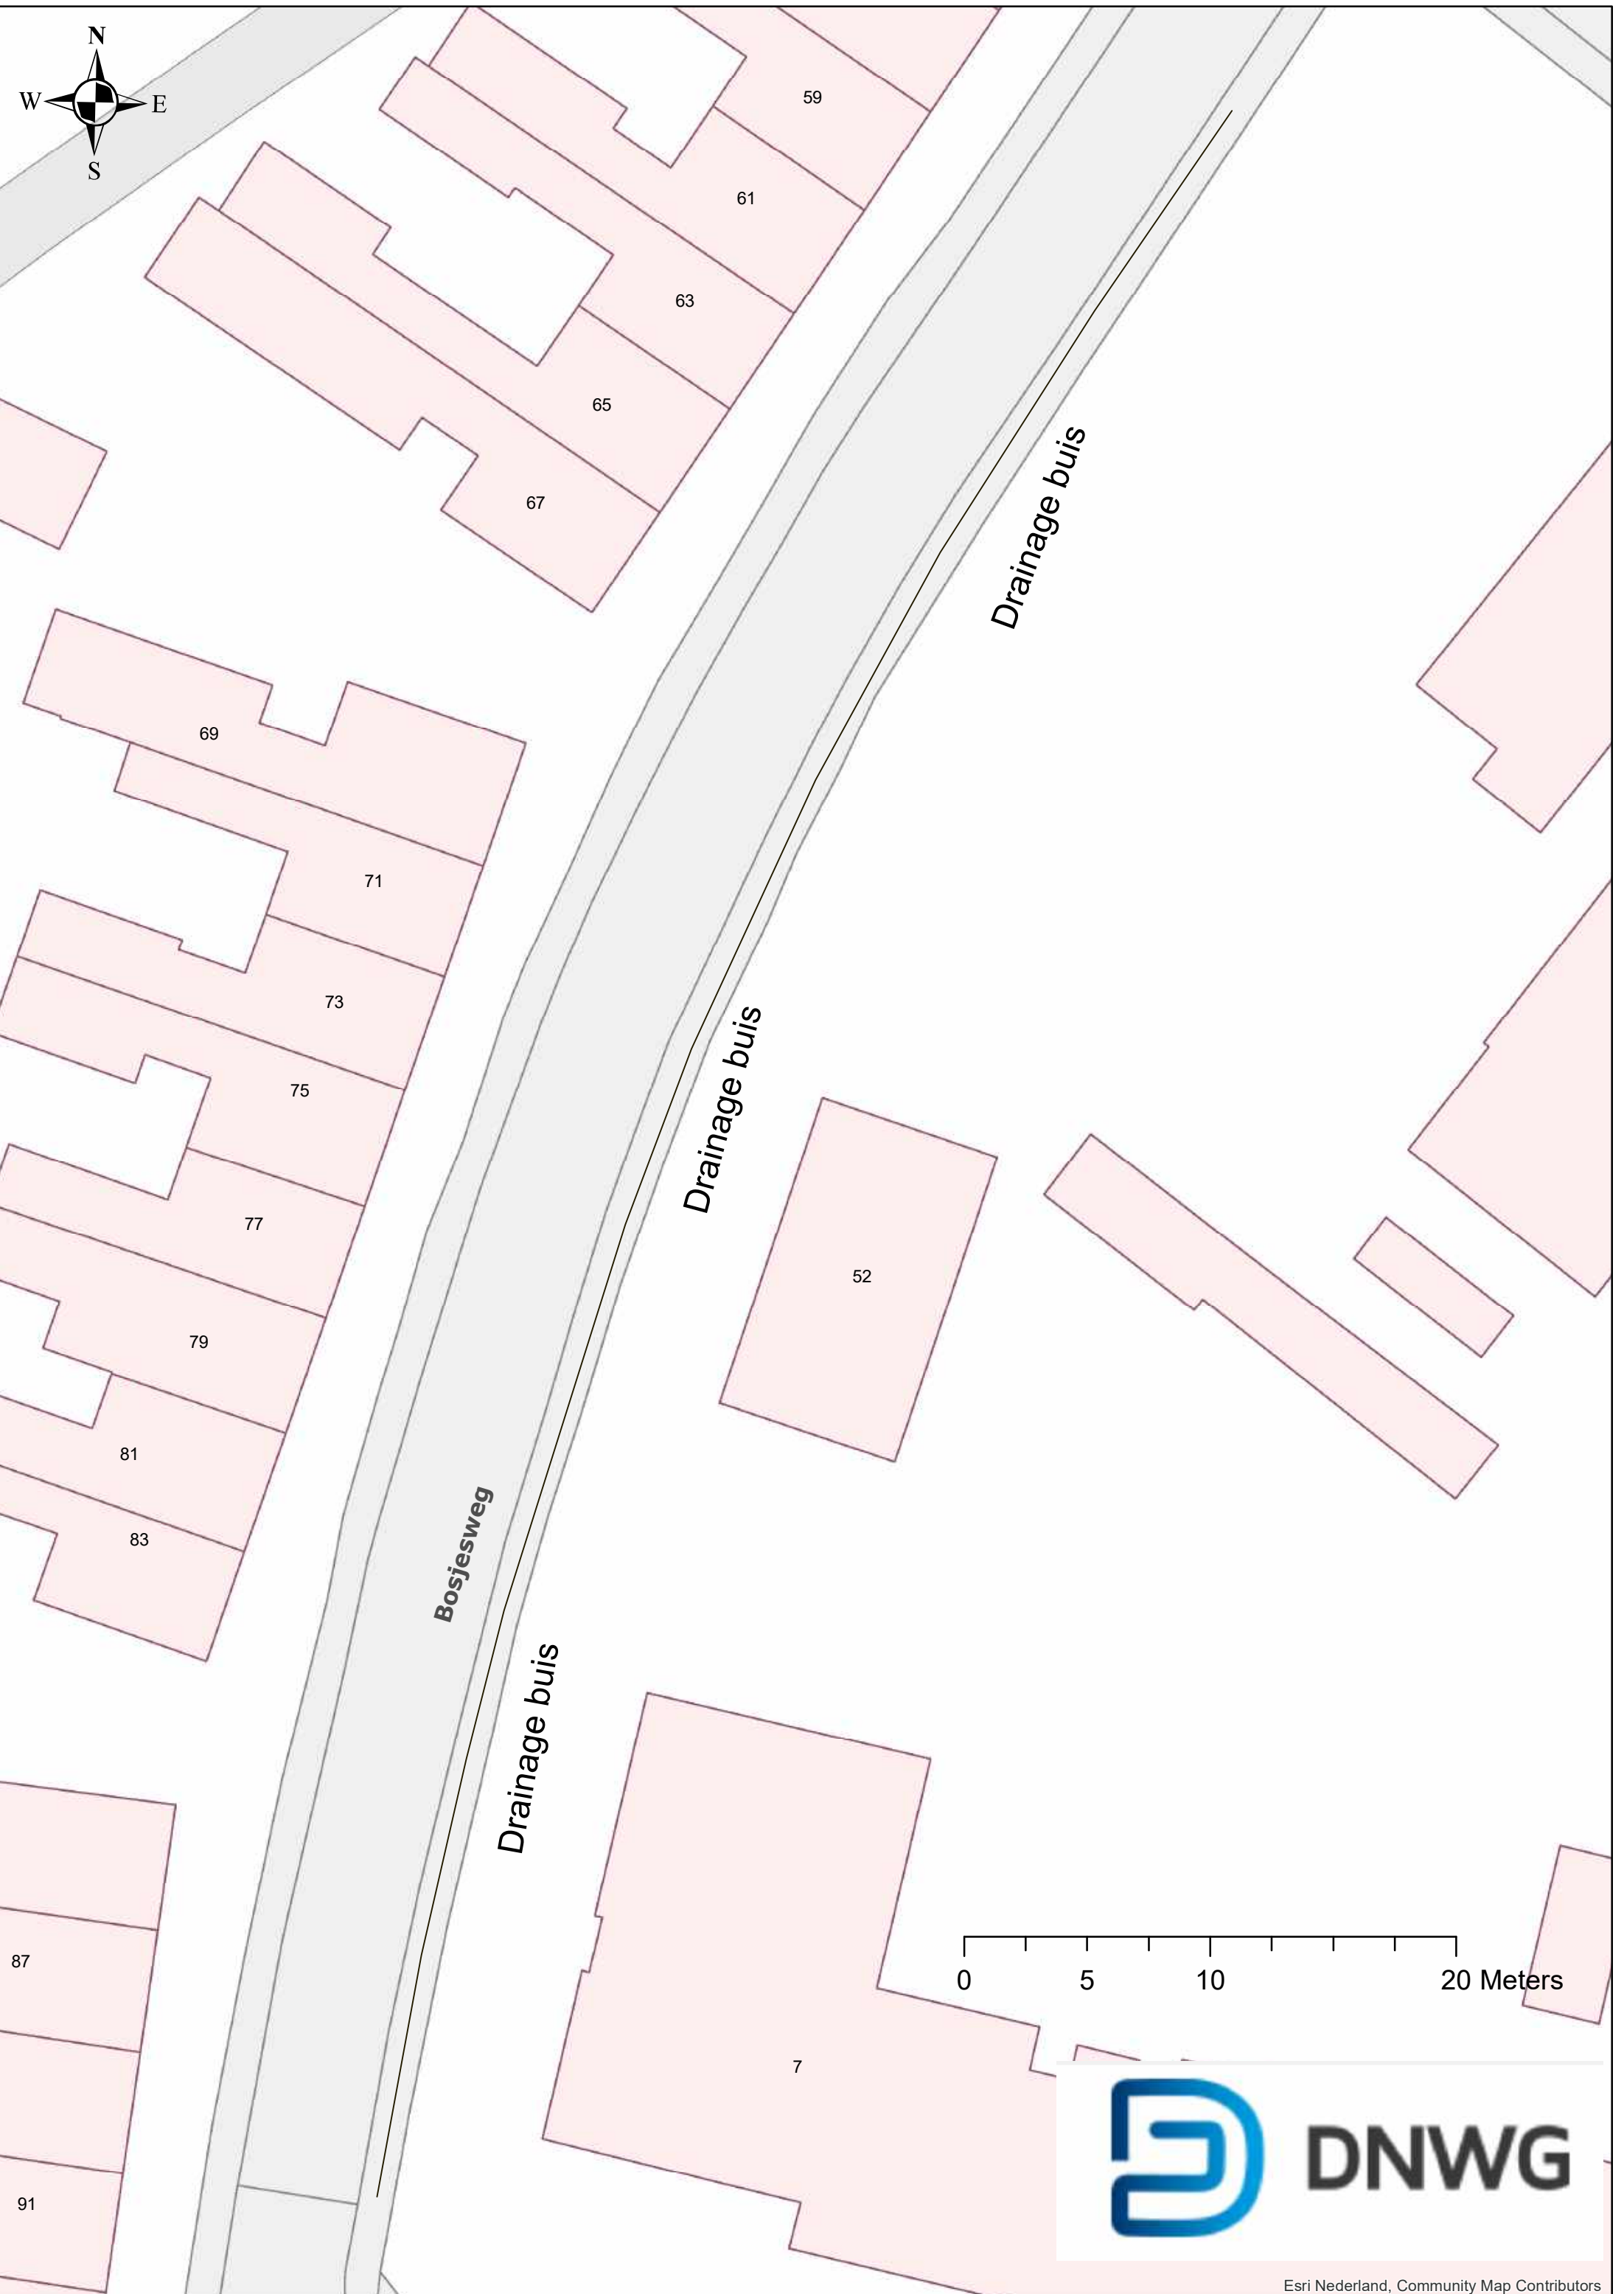 N
W E
S
59
61
63
65
67
Drainage buis
69
71
73
75
77
79
81
83
Drainage buis
52
Bosjesweg
Drainage buis
87
91
7
0 5 10 20 Meters
DNWG
Esri Nederland, Community Map Contributors